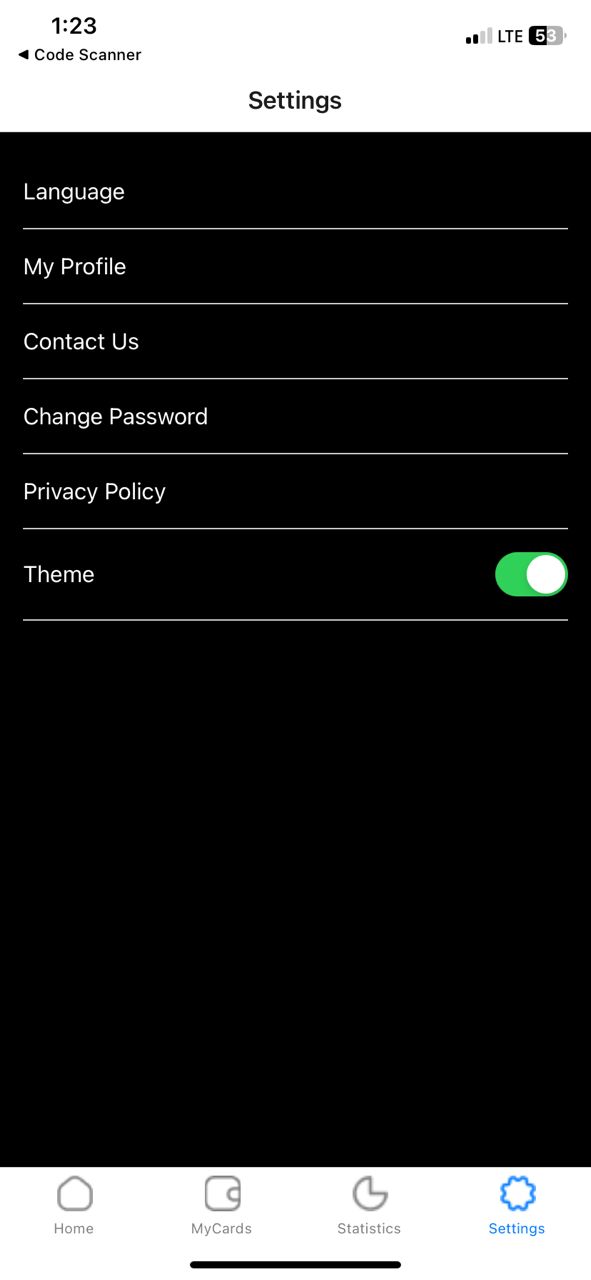 1:23
LTE 53
◀ Code Scanner
Settings
Language
My Profile
Contact Us
Change Password
Privacy Policy
Theme
Home
MyCards
Statistics
Settings